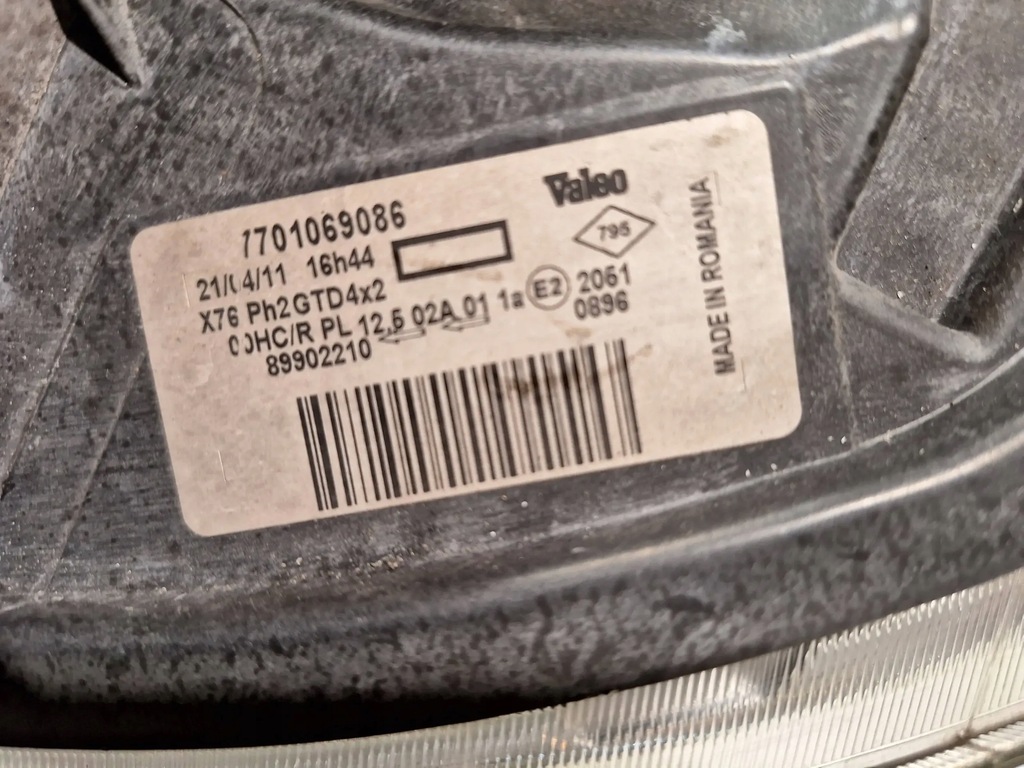 Valeo
7701069086
795
21/04/11 16h44
X76 Ph2GTD4x2
00HC/R PL 12,5 02A 01 1a E2 2061
0896
89902210
MADE IN ROMANIA